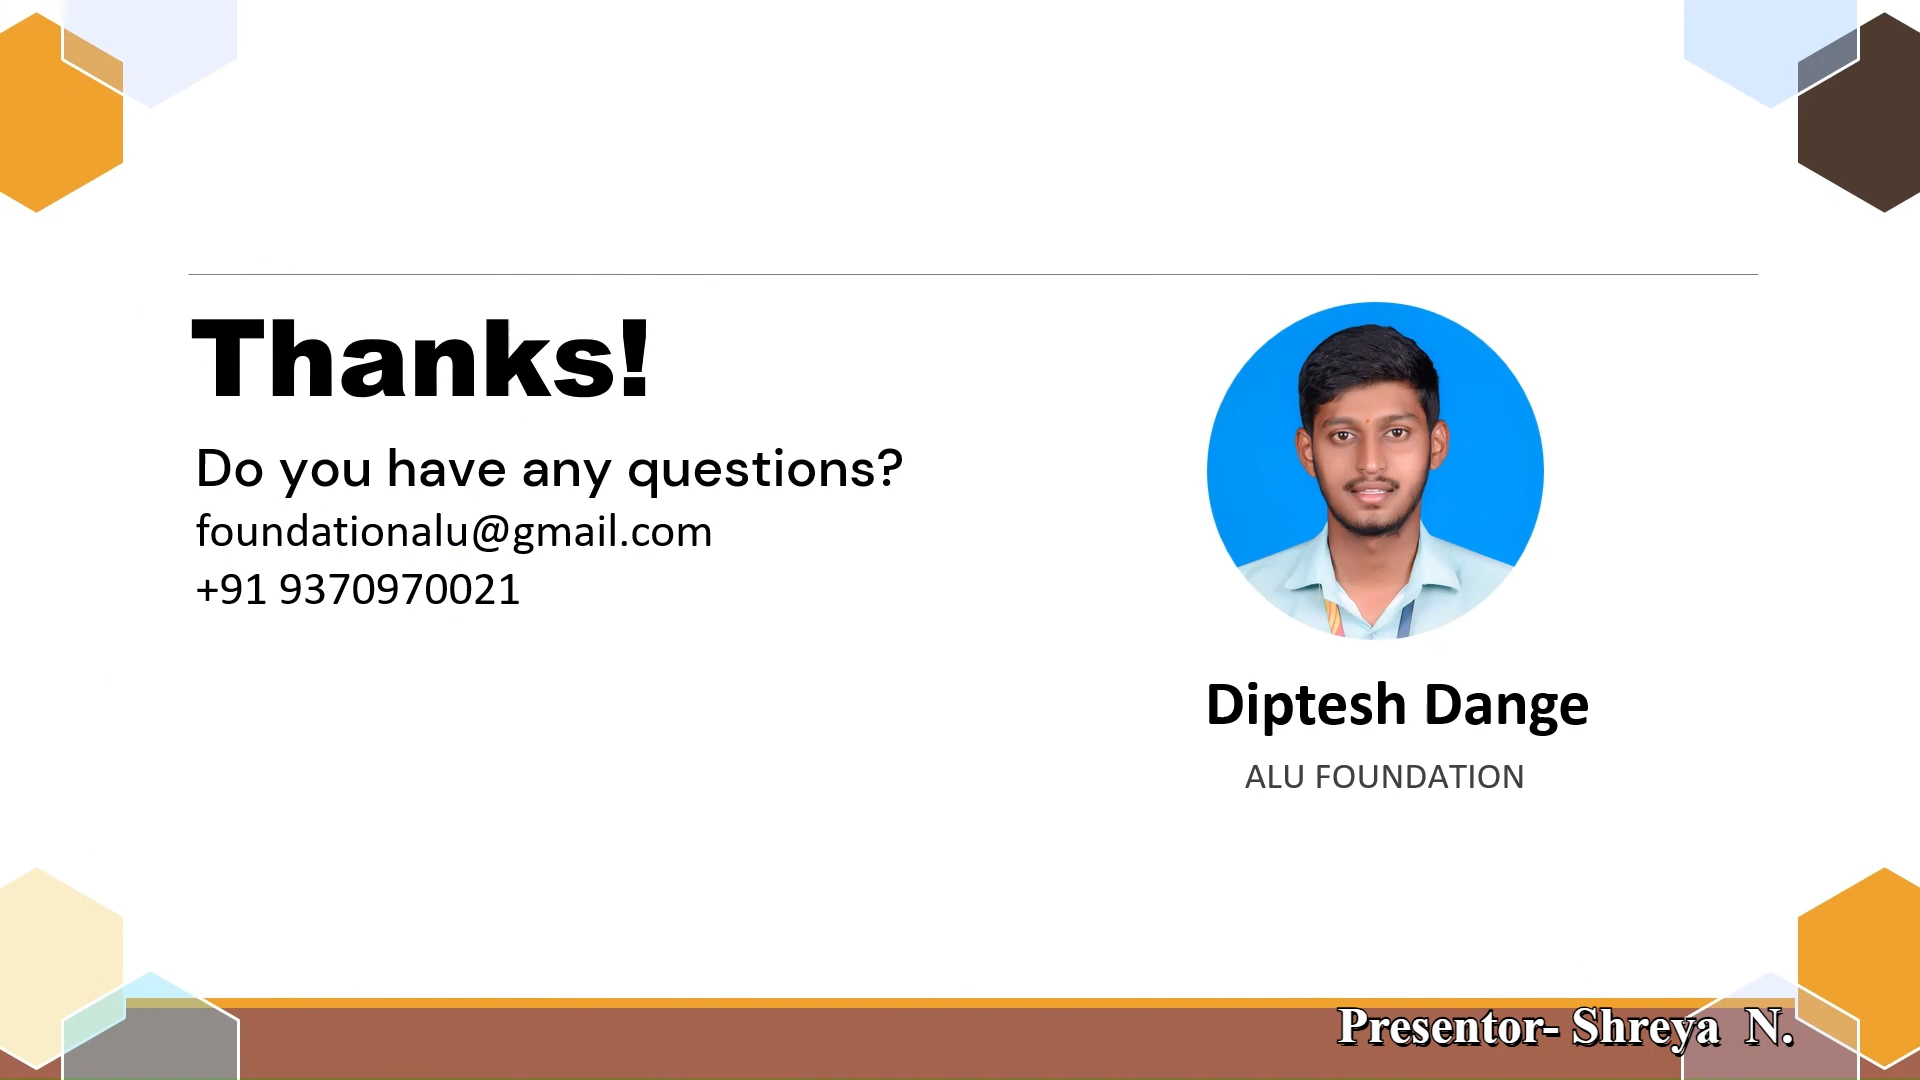 Thanks!
Do you have any questions?
foundationalu@gmail.com
+91 9370970021
Diptesh Dange
ALU FOUNDATION
Presentor- Shreya N.